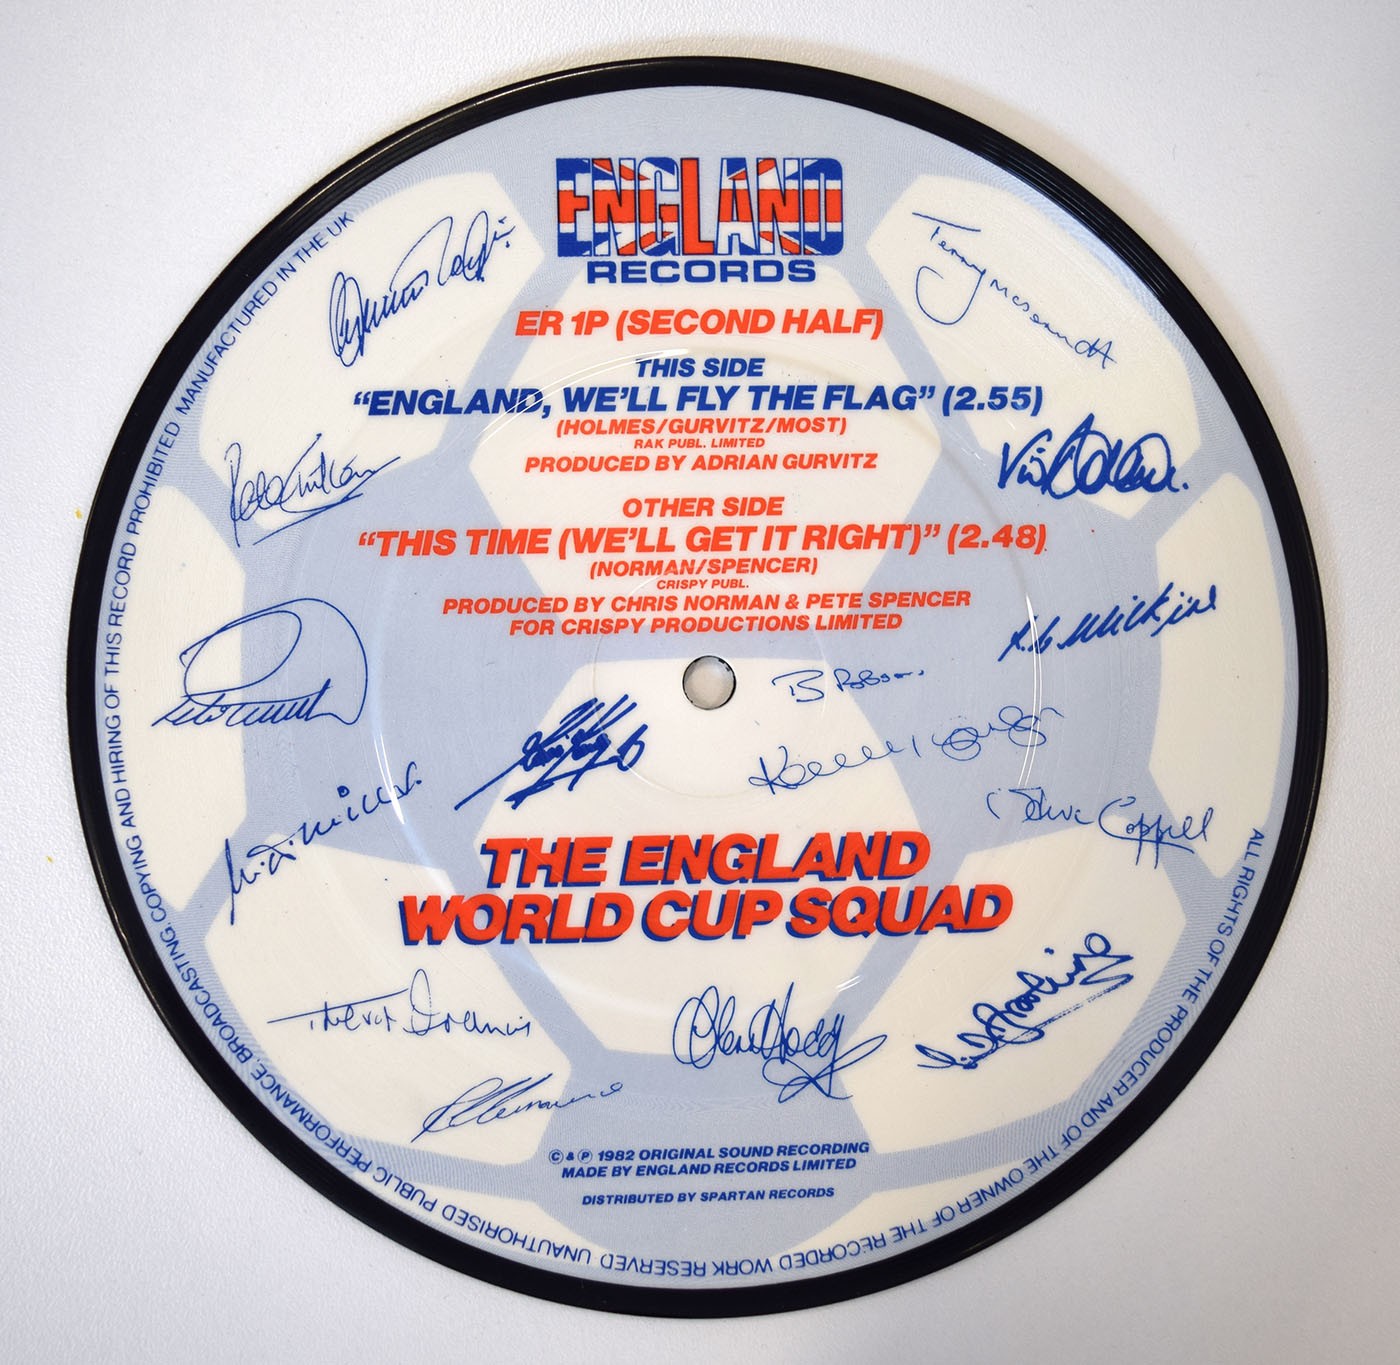 ENGLAND
RECORDS
ER 1P (SECOND HALF)
THIS SIDE
“ENGLAND, WE'LL FLY THE FLAG” (2.55)
(HOLMES/GURVITZ/MOST)
RAK PUBL. LIMITED
PRODUCED BY ADRIAN GURVITZ
OTHER SIDE
“THIS TIME (WE'LL GET IT RIGHT)” (2.48)
(NORMAN/SPENCER)
CRISPY PUBL.
PRODUCED BY CHRIS NORMAN & PETE SPENCER
FOR CRISPY PRODUCTIONS LIMITED
Terry McDermott
Viv Anderson
B Robson
Steve Coppell
THE ENGLAND
WORLD CUP SQUAD
Trevor Francis
Glenn Hoddle
© & ℗ 1982 ORIGINAL SOUND RECORDING
MADE BY ENGLAND RECORDS LIMITED
DISTRIBUTED BY SPARTAN RECORDS
ALL RIGHTS OF THE PRODUCER AND OF THE OWNER OF THE RECORDED WORK RESERVED UNAUTHORISED PUBLIC PERFORMANCE, BROADCASTING, COPYING AND HIRING OF THIS RECORD PROHIBITED MANUFACTURED IN THE UK